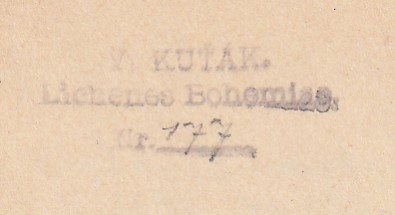 V. KUŤÁK.
Lichenes Bohemiae.
Nr. 177